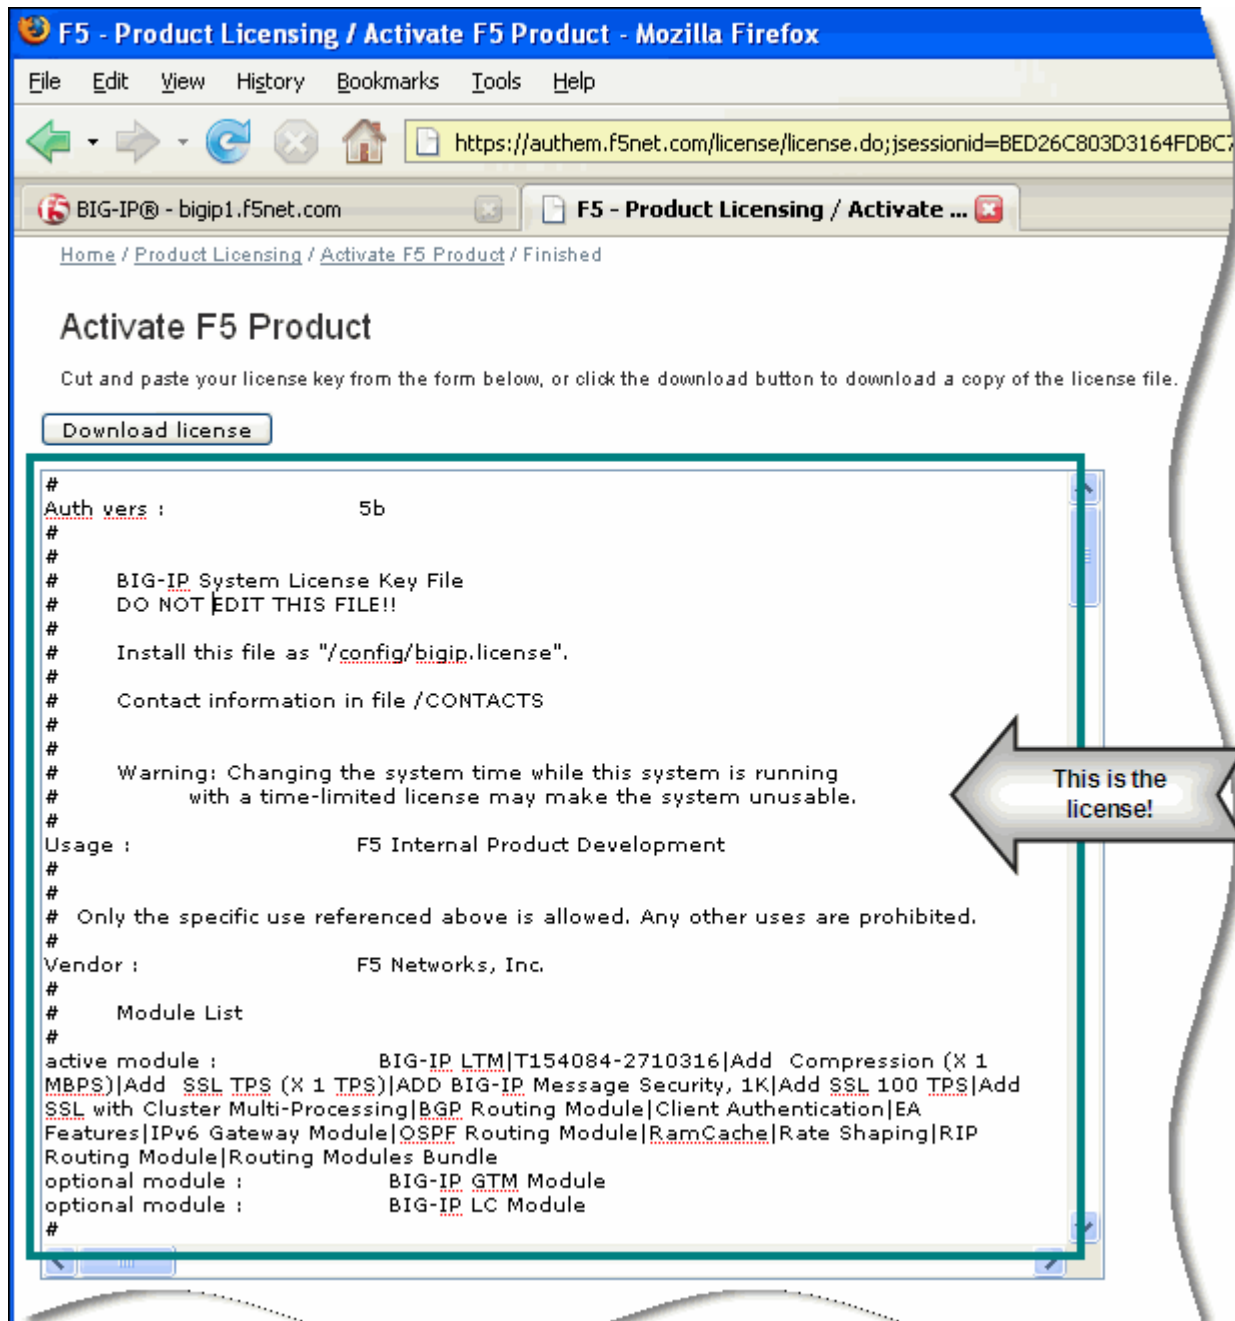 F5 - Product Licensing / Activate F5 Product - Mozilla Firefox
File Edit View History Bookmarks Tools Help
https://authem.f5net.com/license/license.do;jsessionid=BED26C803D3164FDBC7
BIG-IP® - bigip1.f5net.com F5 - Product Licensing / Activate ...
Home / Product Licensing / Activate F5 Product / Finished
Activate F5 Product
Cut and paste your license key from the form below, or click the download button to download a copy of the license file.
Download license
#
Auth vers : 5b
#
#
# BIG-IP System License Key File
# DO NOT EDIT THIS FILE!!
#
# Install this file as "/config/bigip.license".
#
# Contact information in file /CONTACTS
#
#
# Warning: Changing the system time while this system is running
# with a time-limited license may make the system unusable.
#
Usage : F5 Internal Product Development
#
#
# Only the specific use referenced above is allowed. Any other uses are prohibited.
#
Vendor : F5 Networks, Inc.
#
# Module List
#
active module : BIG-IP LTM|T154084-2710316|Add Compression (X 1
MBPS)|Add SSL TPS (X 1 TPS)|ADD BIG-IP Message Security, 1K|Add SSL 100 TPS|Add
SSL with Cluster Multi-Processing|BGP Routing Module|Client Authentication|EA
Features|IPv6 Gateway Module|OSPF Routing Module|RamCache|Rate Shaping|RIP
Routing Module|Routing Modules Bundle
optional module : BIG-IP GTM Module
optional module : BIG-IP LC Module
#
This is the
license!